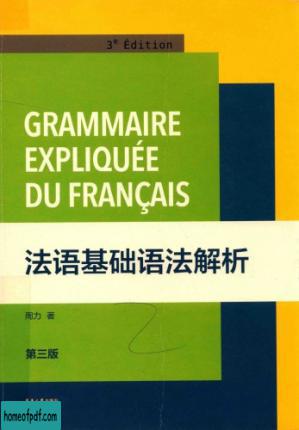 3e Édition
GRAMMAIRE
EXPLIQUÉE
DU FRANÇAIS
法语基础语法解析
周力 著
第三版
homeofpdf.com